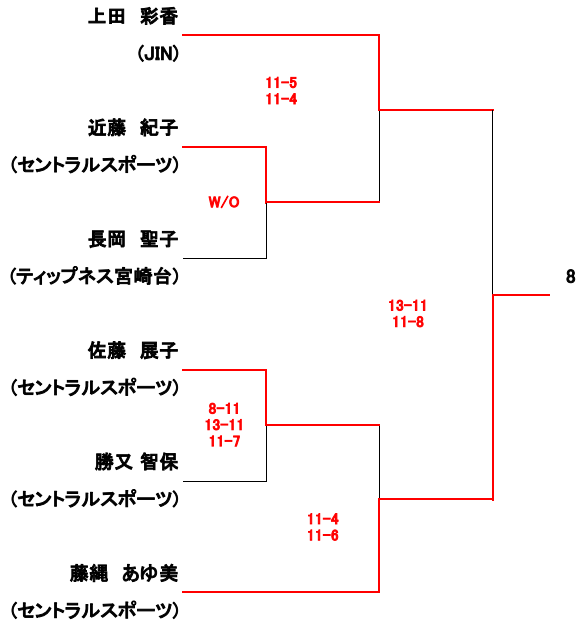 上田　彩香
(JIN)
11-5
11-4
近藤　紀子
(セントラルスポーツ)
W/O
長岡　聖子
(ティップネス宮崎台)
8
13-11
11-8
佐藤　展子
(セントラルスポーツ)
8-11
13-11
11-7
勝又 智保
(セントラルスポーツ)
11-4
11-6
藤縄　あゆ美
(セントラルスポーツ)